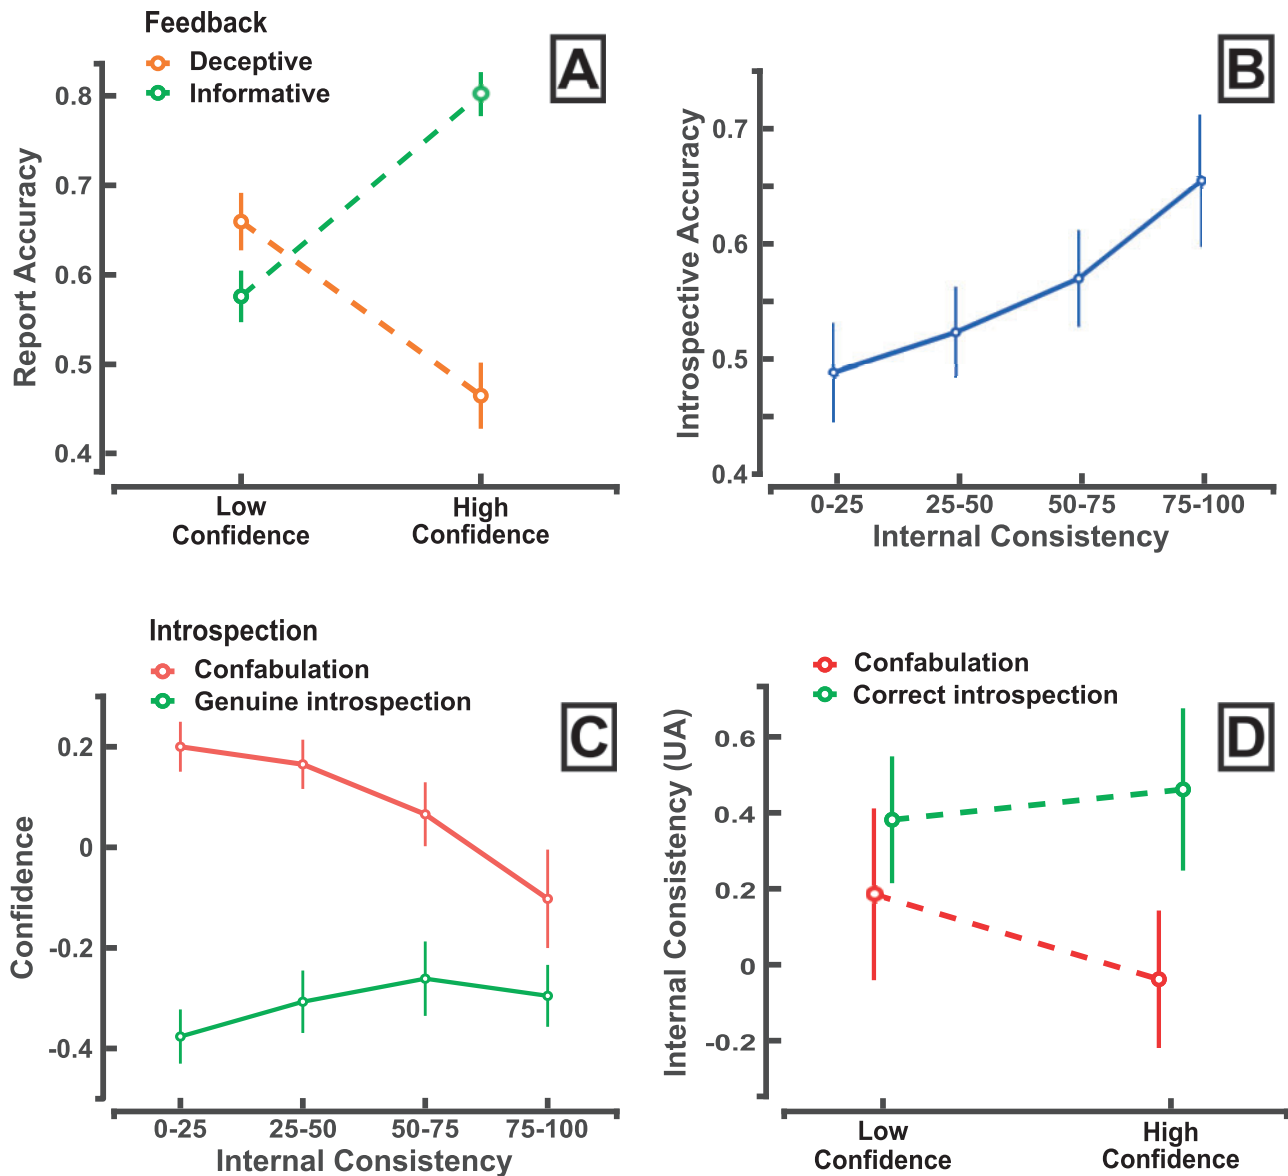 Feedback
Deceptive
Informative
A
Report Accuracy
0.8
0.7
0.6
0.5
0.4
Low
Confidence
High
Confidence
B
Introspective Accuracy
0.7
0.6
0.5
0.4
0-25
25-50
50-75
75-100
Internal Consistency
Introspection
Confabulation
Genuine introspection
C
Confidence
0.2
0
-0.2
-0.4
0-25
25-50
50-75
75-100
Internal Consistency
Confabulation
Correct introspection
D
Internal Consistency (UA)
0.6
0.4
0.2
0
-0.2
Low
Confidence
High
Confidence